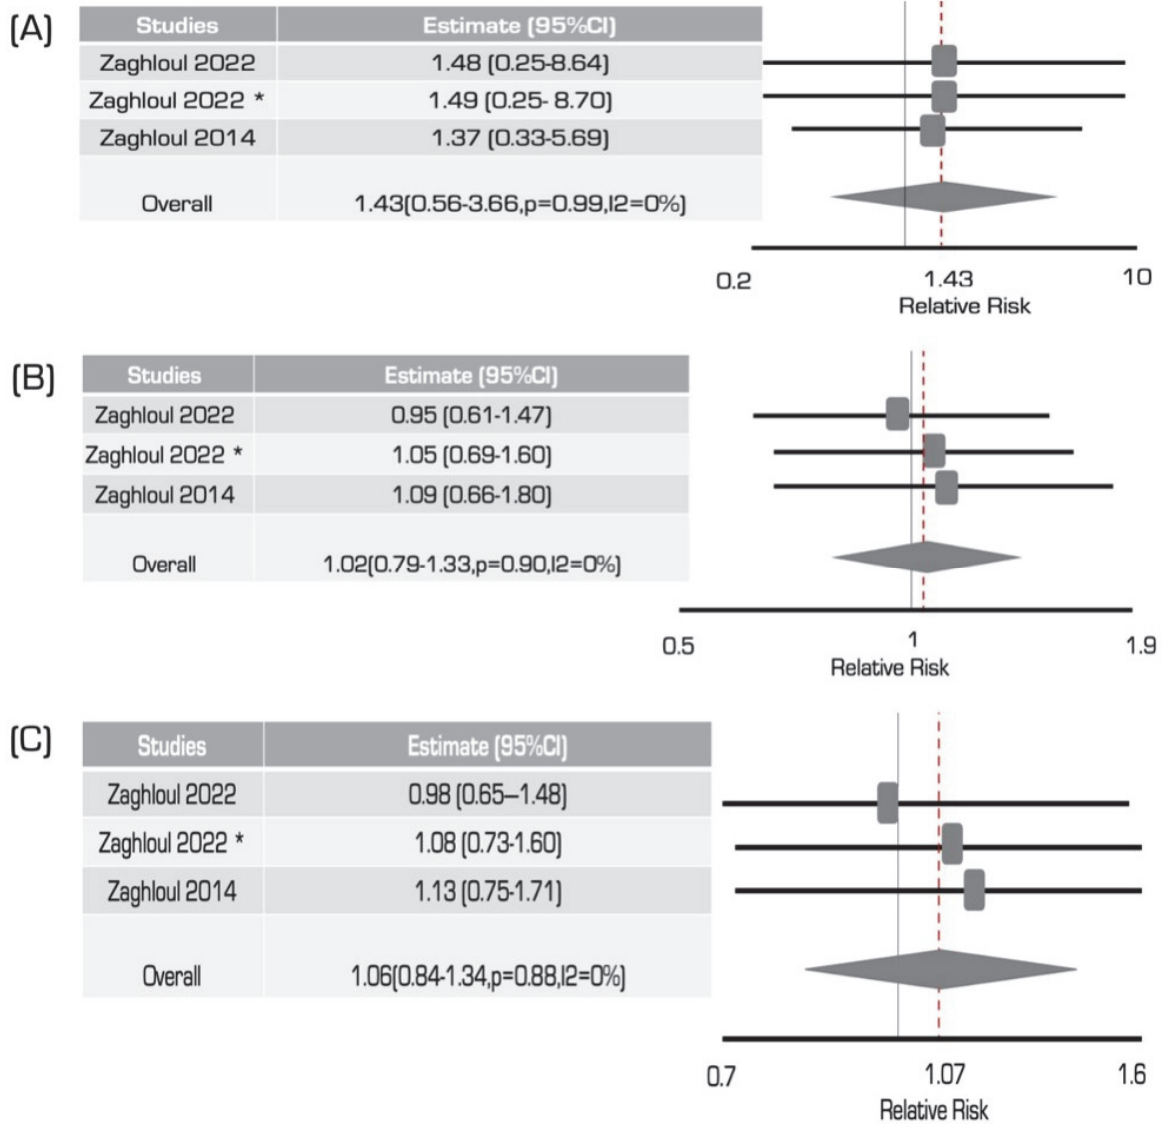 (A)
Studies Estimate (95%CI)
Zaghloul 2022 1.48 (0.25-8.64)
Zaghloul 2022 * 1.49 (0.25- 8.70)
Zaghloul 2014 1.37 (0.33-5.69)
Overall 1.43(0.56-3.66,p=0.99,I2=0%)
0.2 1.43 10
Relative Risk
(B)
Studies Estimate (95%CI)
Zaghloul 2022 0.95 (0.61-1.47)
Zaghloul 2022 * 1.05 (0.69-1.60)
Zaghloul 2014 1.09 (0.66-1.80)
Overall 1.02(0.79-1.33,p=0.90,I2=0%)
0.5 1 1.9
Relative Risk
(C)
Studies Estimate (95%CI)
Zaghloul 2022 0.98 (0.65–1.48)
Zaghloul 2022 * 1.08 (0.73-1.60)
Zaghloul 2014 1.13 (0.75-1.71)
Overall 1.06(0.84-1.34,p=0.88,I2=0%)
0.7 1.07 1.6
Relative Risk